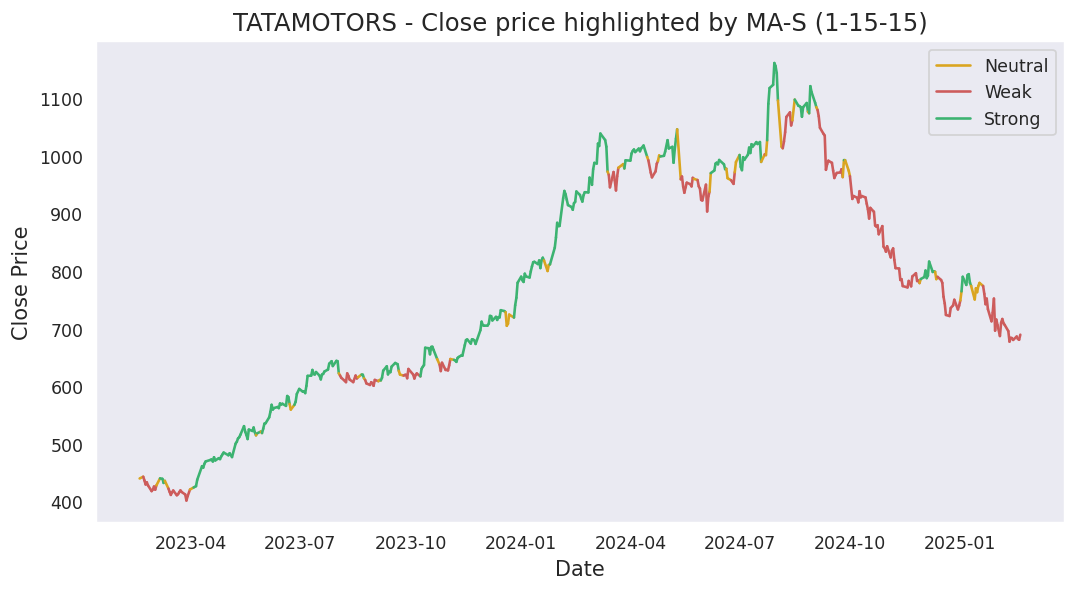 TATAMOTORS - Close price highlighted by MA-S (1-15-15)
Neutral
Weak
Strong
Close Price
1100
1000
900
800
700
600
500
400
2023-04 2023-07 2023-10 2024-01 2024-04 2024-07 2024-10 2025-01
Date